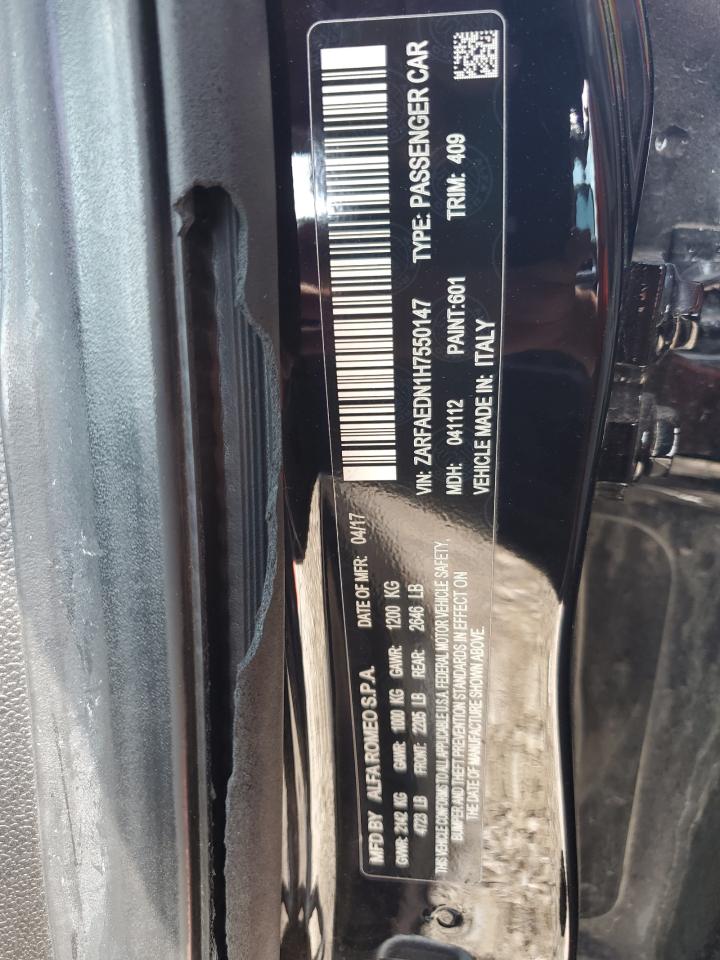 MFD BY ALFA ROMEO S.P.A. DATE OF MFR: 04/17
GVWR: 2142 KG GAWR: 1000 KG GAWR: 1200 KG
4723 LB FRONT: 2205 LB REAR: 2646 LB
THIS VEHICLE CONFORMS TO ALL APPLICABLE U.S.A. FEDERAL MOTOR VEHICLE SAFETY,
BUMPER AND THEFT PREVENTION STANDARDS IN EFFECT ON
THE DATE OF MANUFACTURE SHOWN ABOVE
VIN: ZARFAEDN1H7550147 TYPE: PASSENGER CAR
MDH: 041112 PAINT:601 TRIM: 409
VEHICLE MADE IN: ITALY